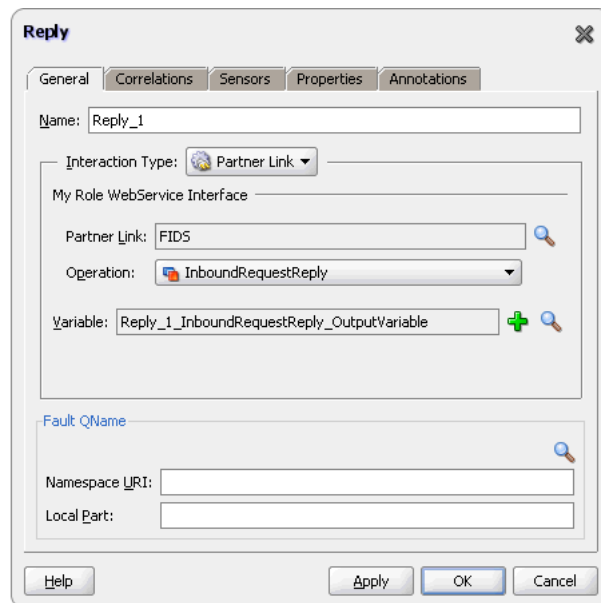 Reply
General Correlations Sensors Properties Annotations
Name: Reply_1
Interaction Type: Partner Link
My Role WebService Interface
Partner Link: FIDS
Operation: InboundRequestReply
Variable: Reply_1_InboundRequestReply_OutputVariable
Fault QName
Namespace URI:
Local Part:
Help Apply OK Cancel